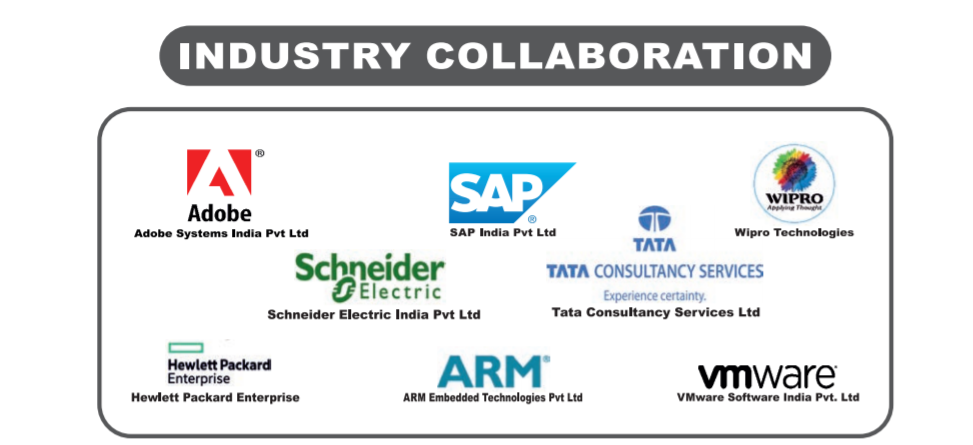 INDUSTRY COLLABORATION
Adobe
Adobe Systems India Pvt Ltd
SAP
SAP India Pvt Ltd
WIPRO
Applying Thought
Wipro Technologies
Schneider
Electric
Schneider Electric India Pvt Ltd
TATA
TATA CONSULTANCY SERVICES
Experience certainty.
Tata Consultancy Services Ltd
Hewlett Packard
Enterprise
Hewlett Packard Enterprise
ARM®
ARM Embedded Technologies Pvt Ltd
vmware
VMware Software India Pvt. Ltd